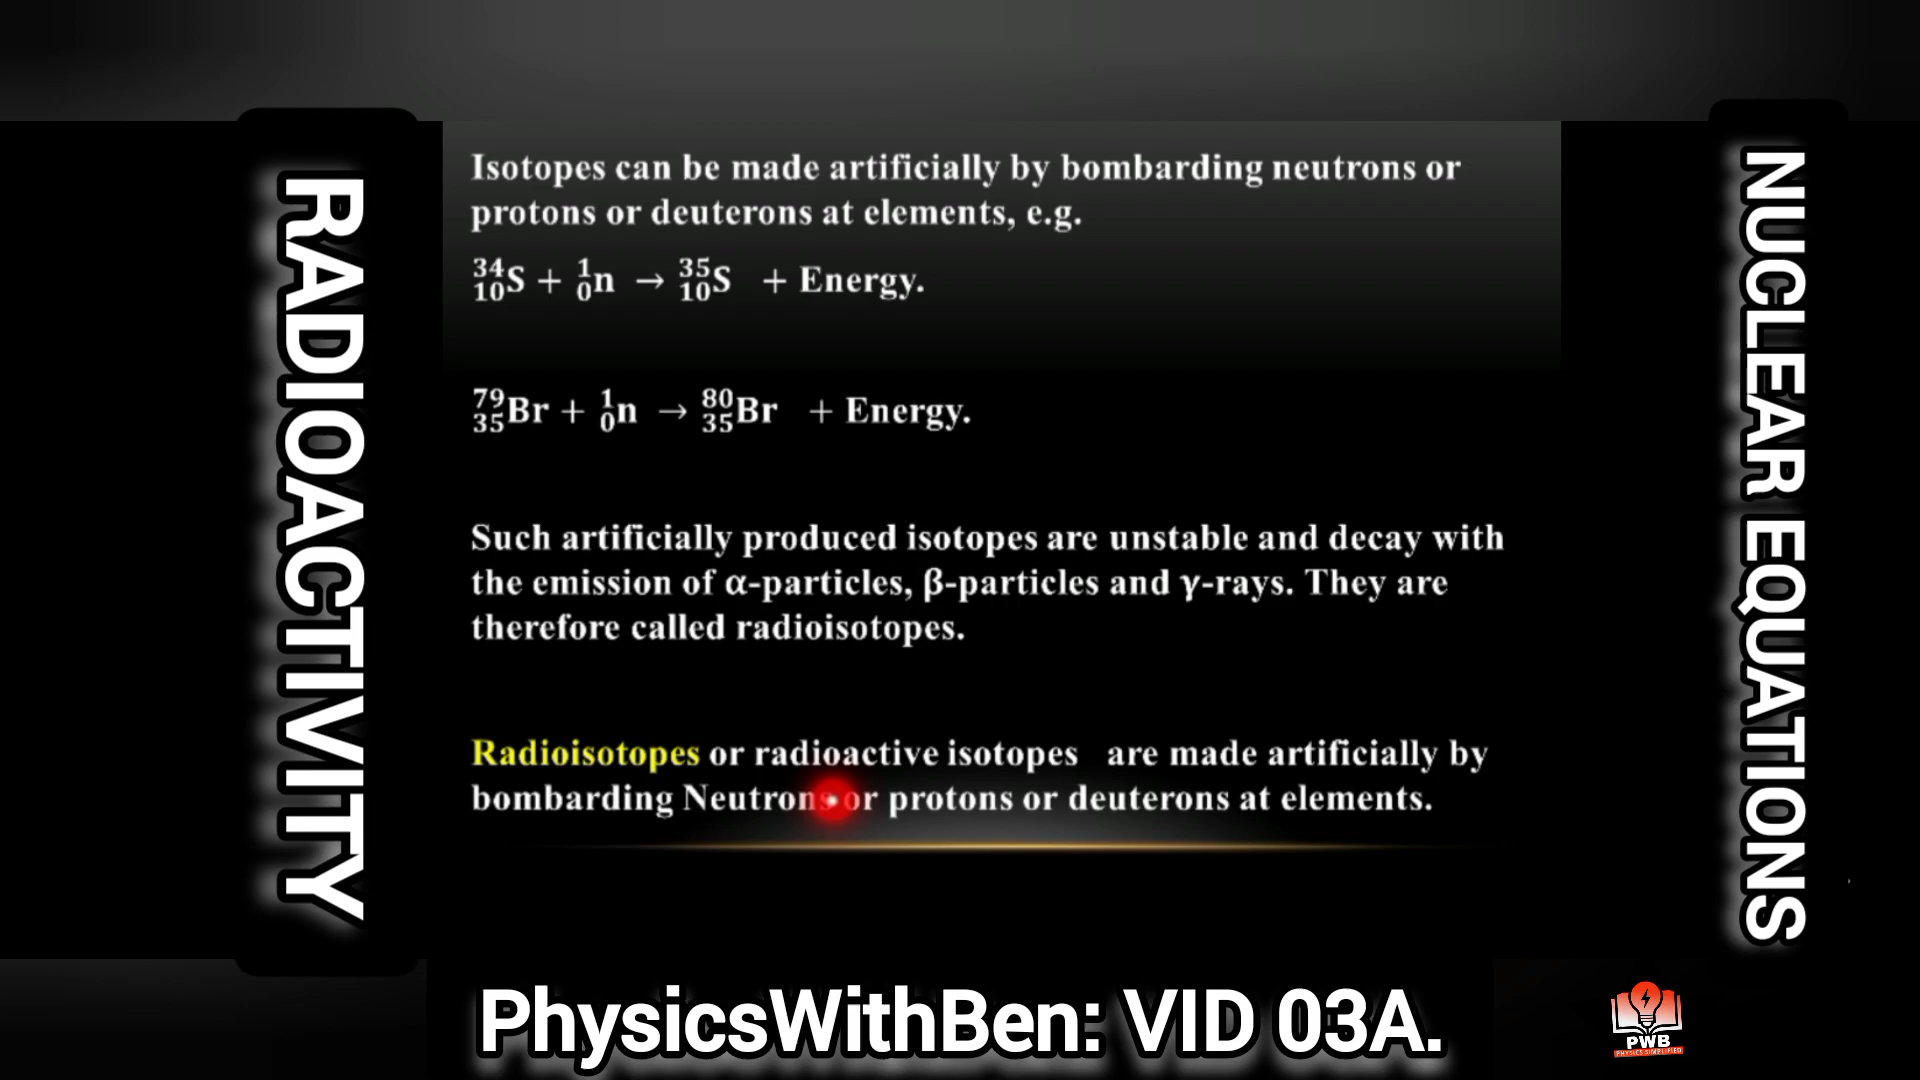 RADIOACTIVITY
Isotopes can be made artificially by bombarding neutrons or
protons or deuterons at elements, e.g.
³⁴₁₀S + ¹₀n → ³⁵₁₀S + Energy.
⁷⁹₃₅Br + ¹₀n → ⁸⁰₃₅Br + Energy.
Such artificially produced isotopes are unstable and decay with
the emission of α-particles, β-particles and γ-rays. They are
therefore called radioisotopes.
Radioisotopes or radioactive isotopes are made artificially by
bombarding Neutrons or protons or deuterons at elements.
NUCLEAR EQUATIONS
PhysicsWithBen: VID 03A.
PWB
PHYSICS SIMPLIFIED